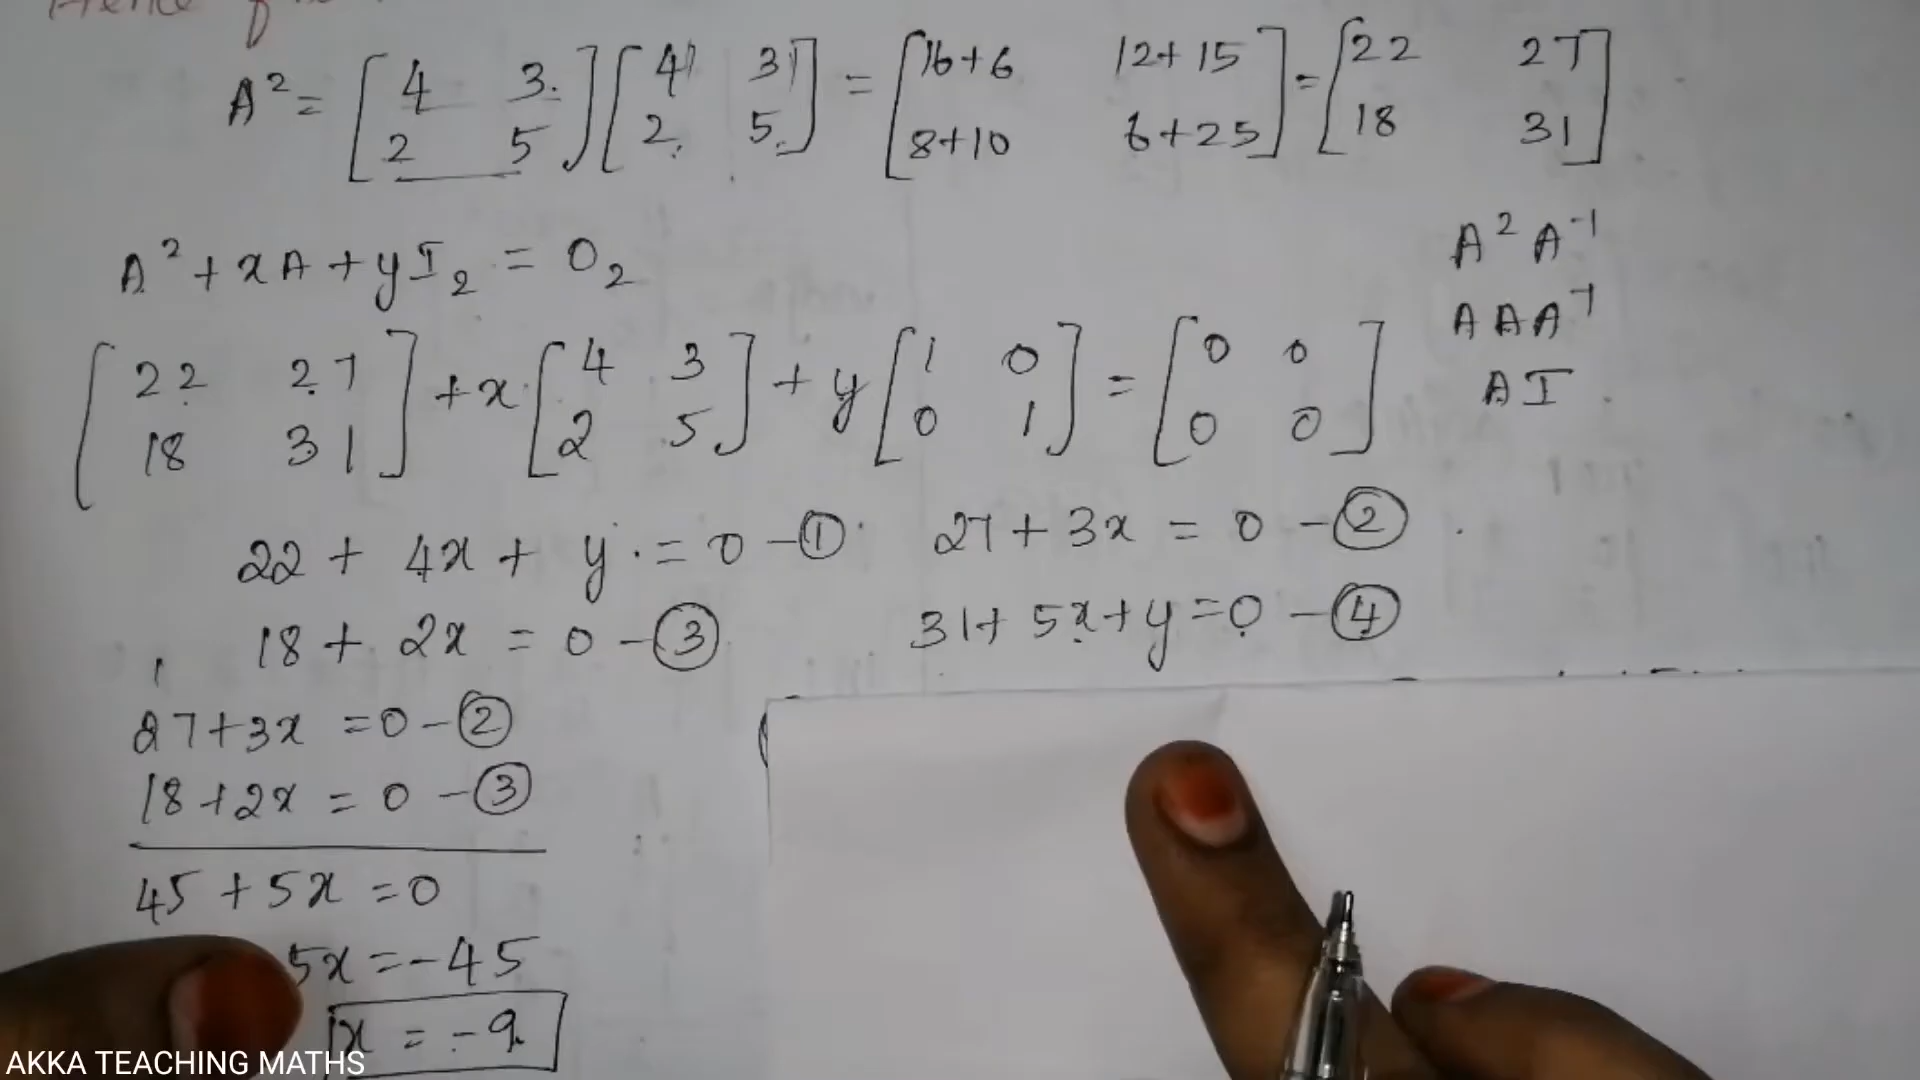 Hence
A² = [4 3 2 5] [4 3 2 5] = [16+6 12+15 8+10 6+25] = [22 27 18 31]
A² + xA + yI₂ = O₂
[22 27 18 31] + x [4 3 2 5] + y [1 0 0 1] = [0 0 0 0]
A² A⁻¹
A A A⁻¹
A I
22 + 4x + y = 0 - ①
27 + 3x = 0 - ②
18 + 2x = 0 - ③
31 + 5x + y = 0 - ④
27 + 3x = 0 - ②
18 + 2x = 0 - ③
45 + 5x = 0
5x = -45
x = -9
AKKA TEACHING MATHS